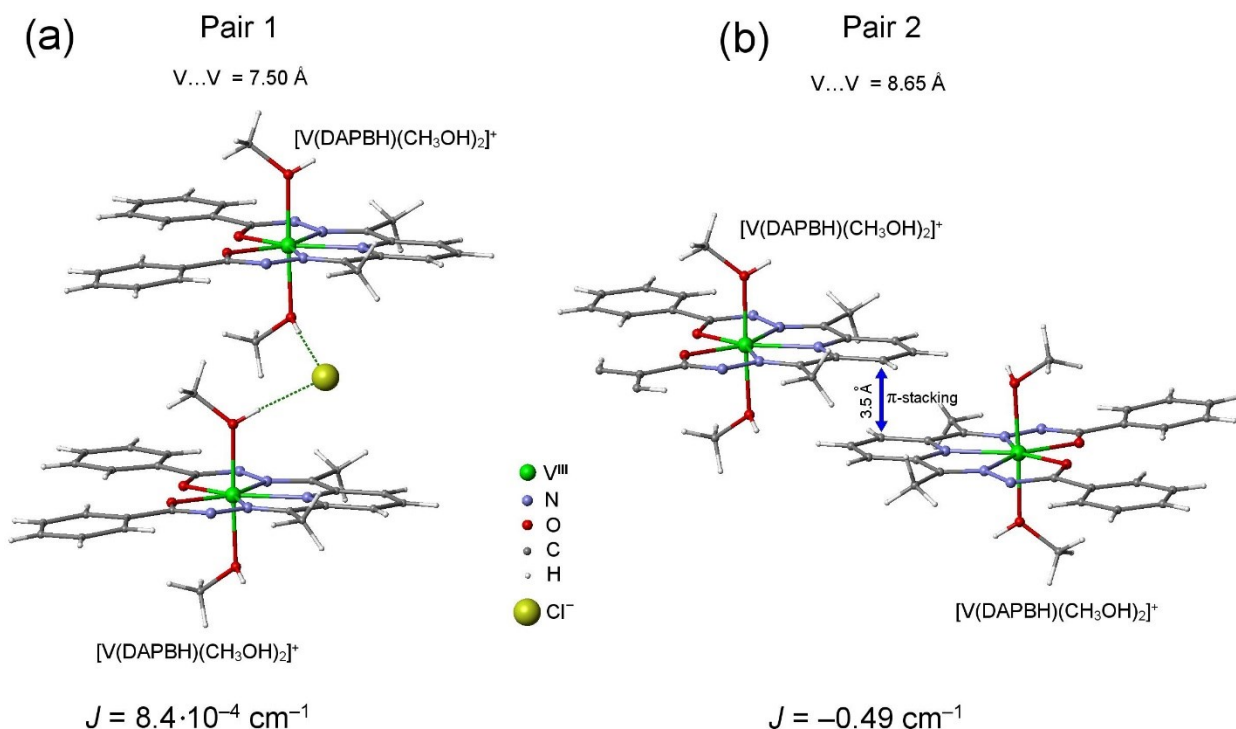 (a)
Pair 1
V...V = 7.50 Å
[V(DAPBH)(CH₃OH)₂]⁺
[V(DAPBH)(CH₃OH)₂]⁺
J = 8.4·10⁻⁴ cm⁻¹
Vᴵᴵᴵ
N
O
C
H
Cl⁻
(b)
Pair 2
V...V = 8.65 Å
[V(DAPBH)(CH₃OH)₂]⁺
3.5 Å
π-stacking
[V(DAPBH)(CH₃OH)₂]⁺
J = –0.49 cm⁻¹